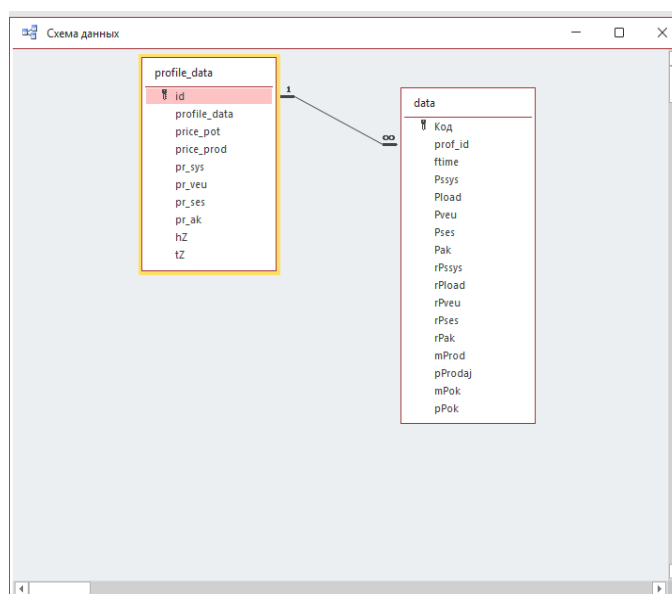 Схема данных
profile_data
id
profile_data
price_pot
price_prod
pr_sys
pr_veu
pr_ses
pr_ak
hZ
tZ
1
∞
data
Код
prof_id
ftime
Pssys
Pload
Pveu
Pses
Pak
rPssys
rPload
rPveu
rPses
rPak
mProd
pProdaj
mPok
pPok